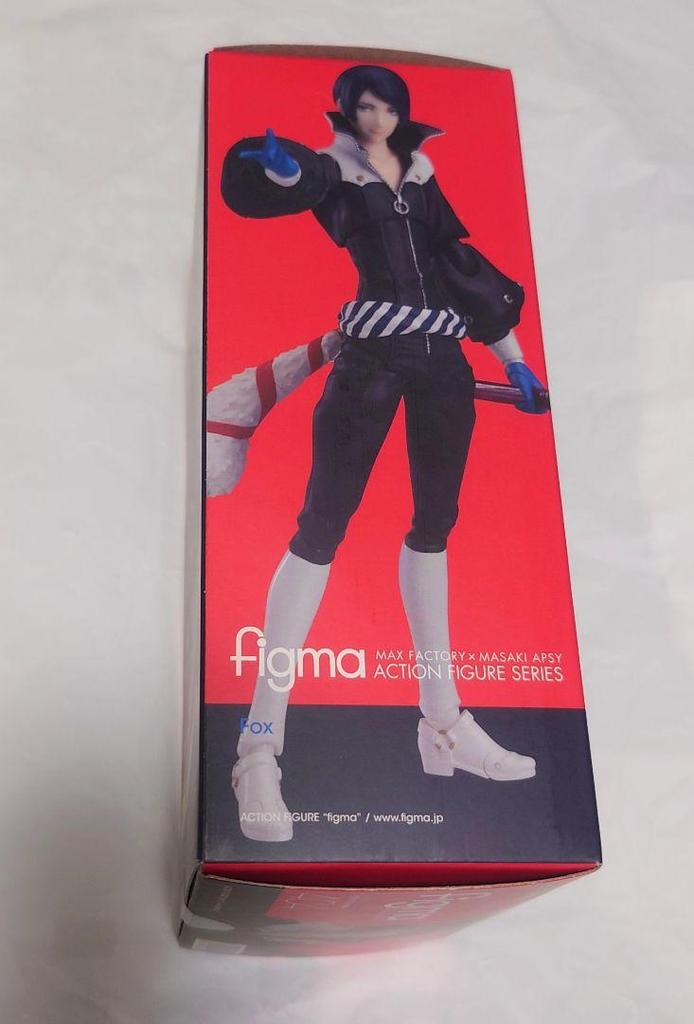 figma
MAX FACTORY × MASAKI APSY
ACTION FIGURE SERIES
Fox
ACTION FIGURE "figma" / www.figma.jp